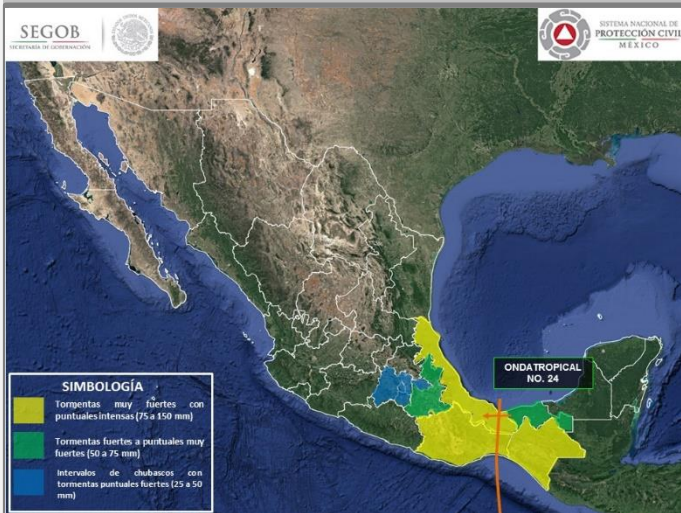 SEGOB
SECRETARÍA DE GOBERNACIÓN
SISTEMA NACIONAL DE
PROTECCIÓN CIVIL
MÉXICO
ONDATROPICAL
NO. 24
SIMBOLOGÍA
Tormentas muy fuertes con
puntuales intensas (75 a 150 mm)
Tormentas fuertes a puntuales muy
fuertes (50 a 75 mm)
Intervalos de chubascos con
tormentas puntuales fuertes (25 a 50
mm)